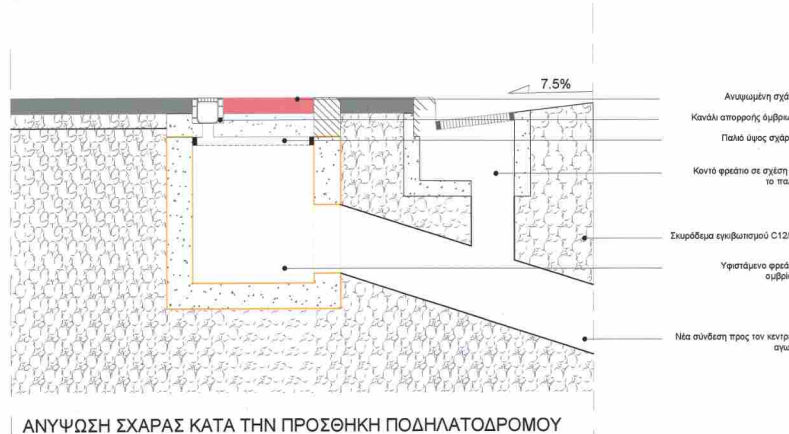 7.5%
Ανυψωμένη σχά
Κανάλι απορροής όμβριω
Παλιό ύψος σχάρ
Κοντό φρεάτιο σε σχέση
το πα
Σκυρόδεμα εγκιβωτισμού C12/
Υφιστάμενο φρεά
ομβρί
Νέα σύνδεση προς τον κεντρ
αγω
ΑΝΥΨΩΣΗ ΣΧΑΡΑΣ ΚΑΤΑ ΤΗΝ ΠΡΟΣΘΗΚΗ ΠΟΔΗΛΑΤΟΔΡΟΜΟΥ